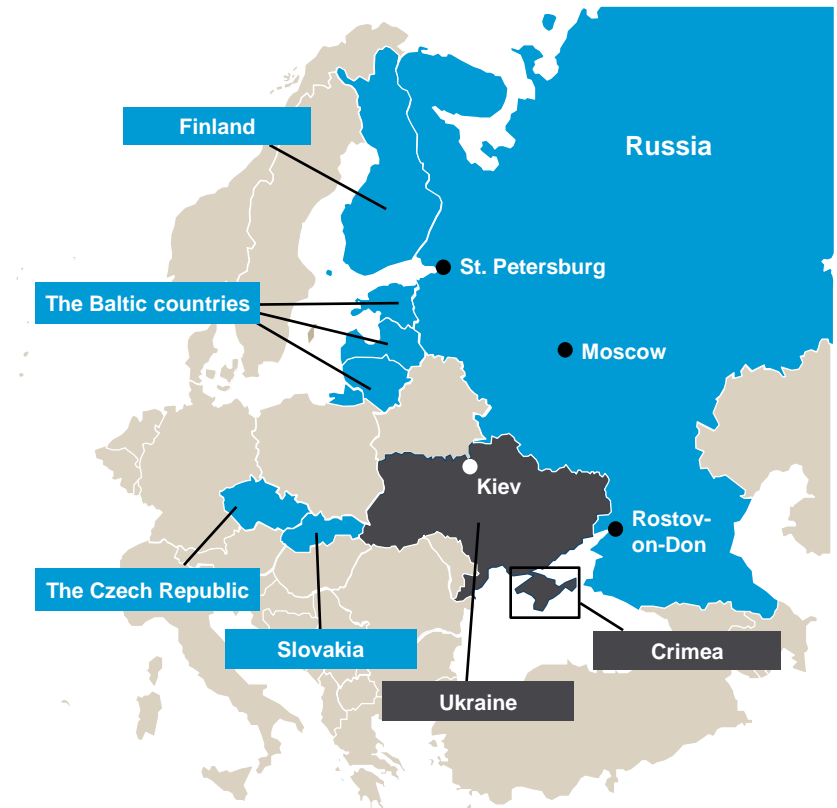 Finland
Russia
St. Petersburg
The Baltic countries
Moscow
Kiev
Rostov-
on-Don
The Czech Republic
Slovakia
Crimea
Ukraine